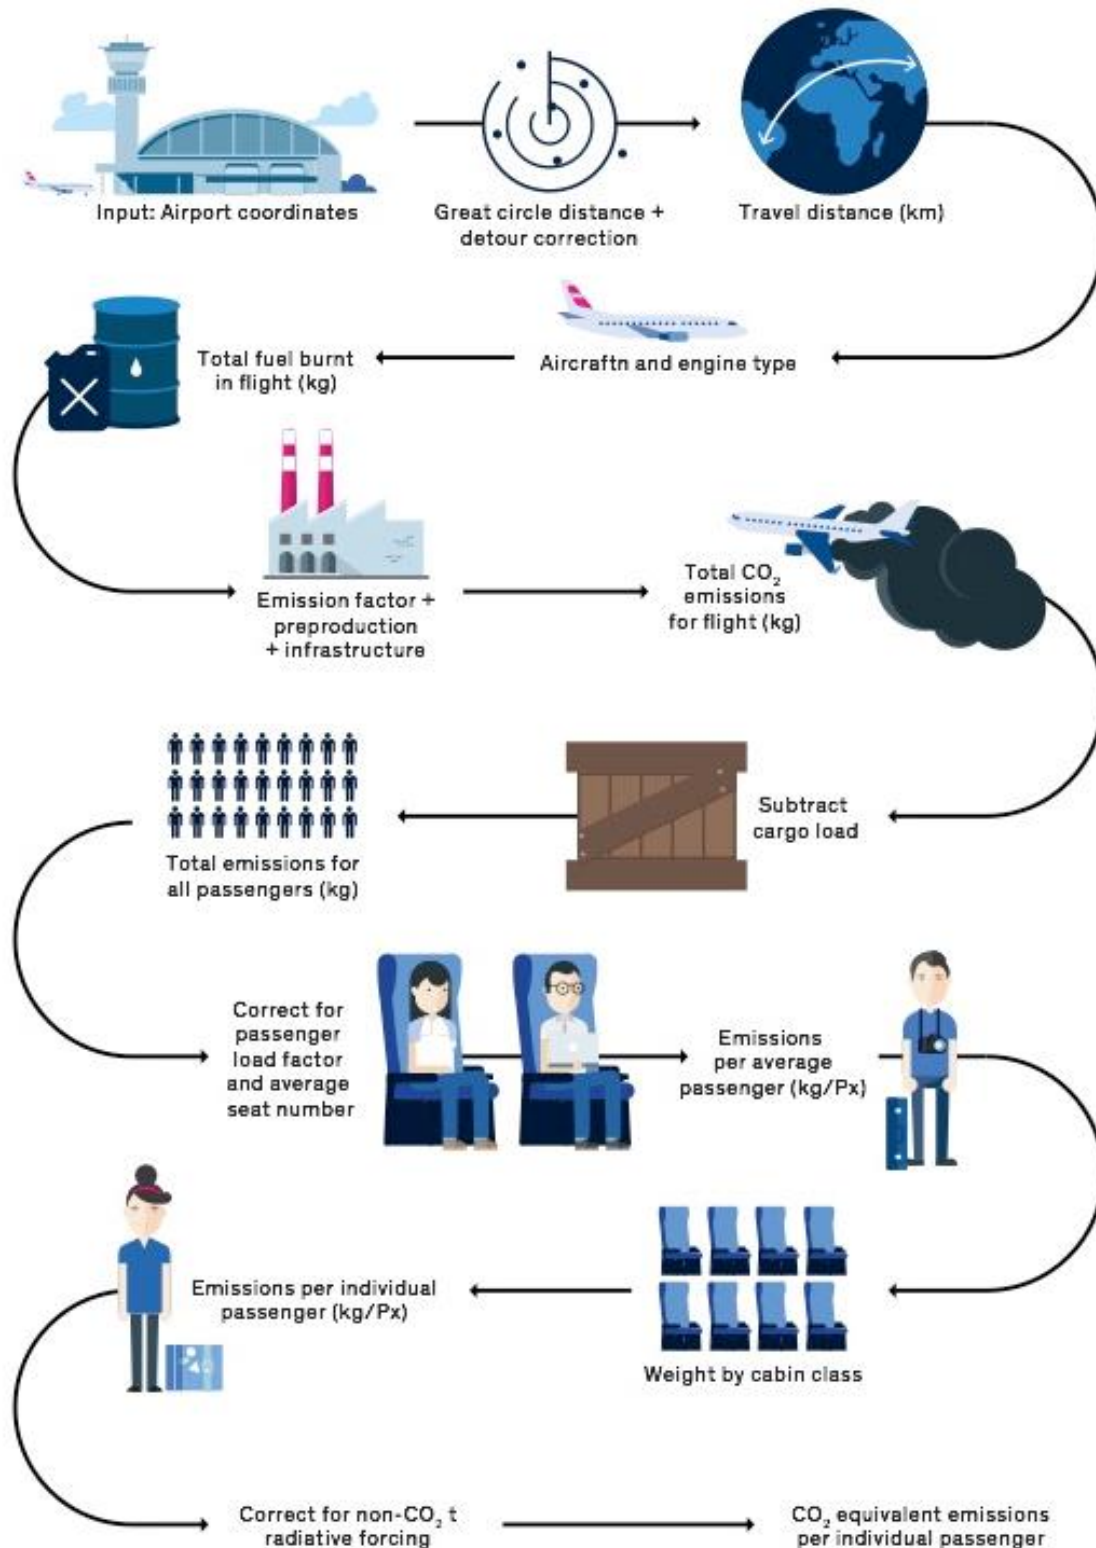 Input: Airport coordinates
Great circle distance +
detour correction
Travel distance (km)
Aircraftn and engine type
Total fuel burnt
in flight (kg)
Emission factor +
preproduction
+ infrastructure
Total CO₂
emissions
for flight (kg)
Subtract
cargo load
Total emissions for
all passengers (kg)
Correct for
passenger
load factor
and average
seat number
Emissions
per average
passenger (kg/Px)
Weight by cabin class
Emissions per individual
passenger (kg/Px)
Correct for non-CO₂ t
radiative forcing
CO₂ equivalent emissions
per individual passenger